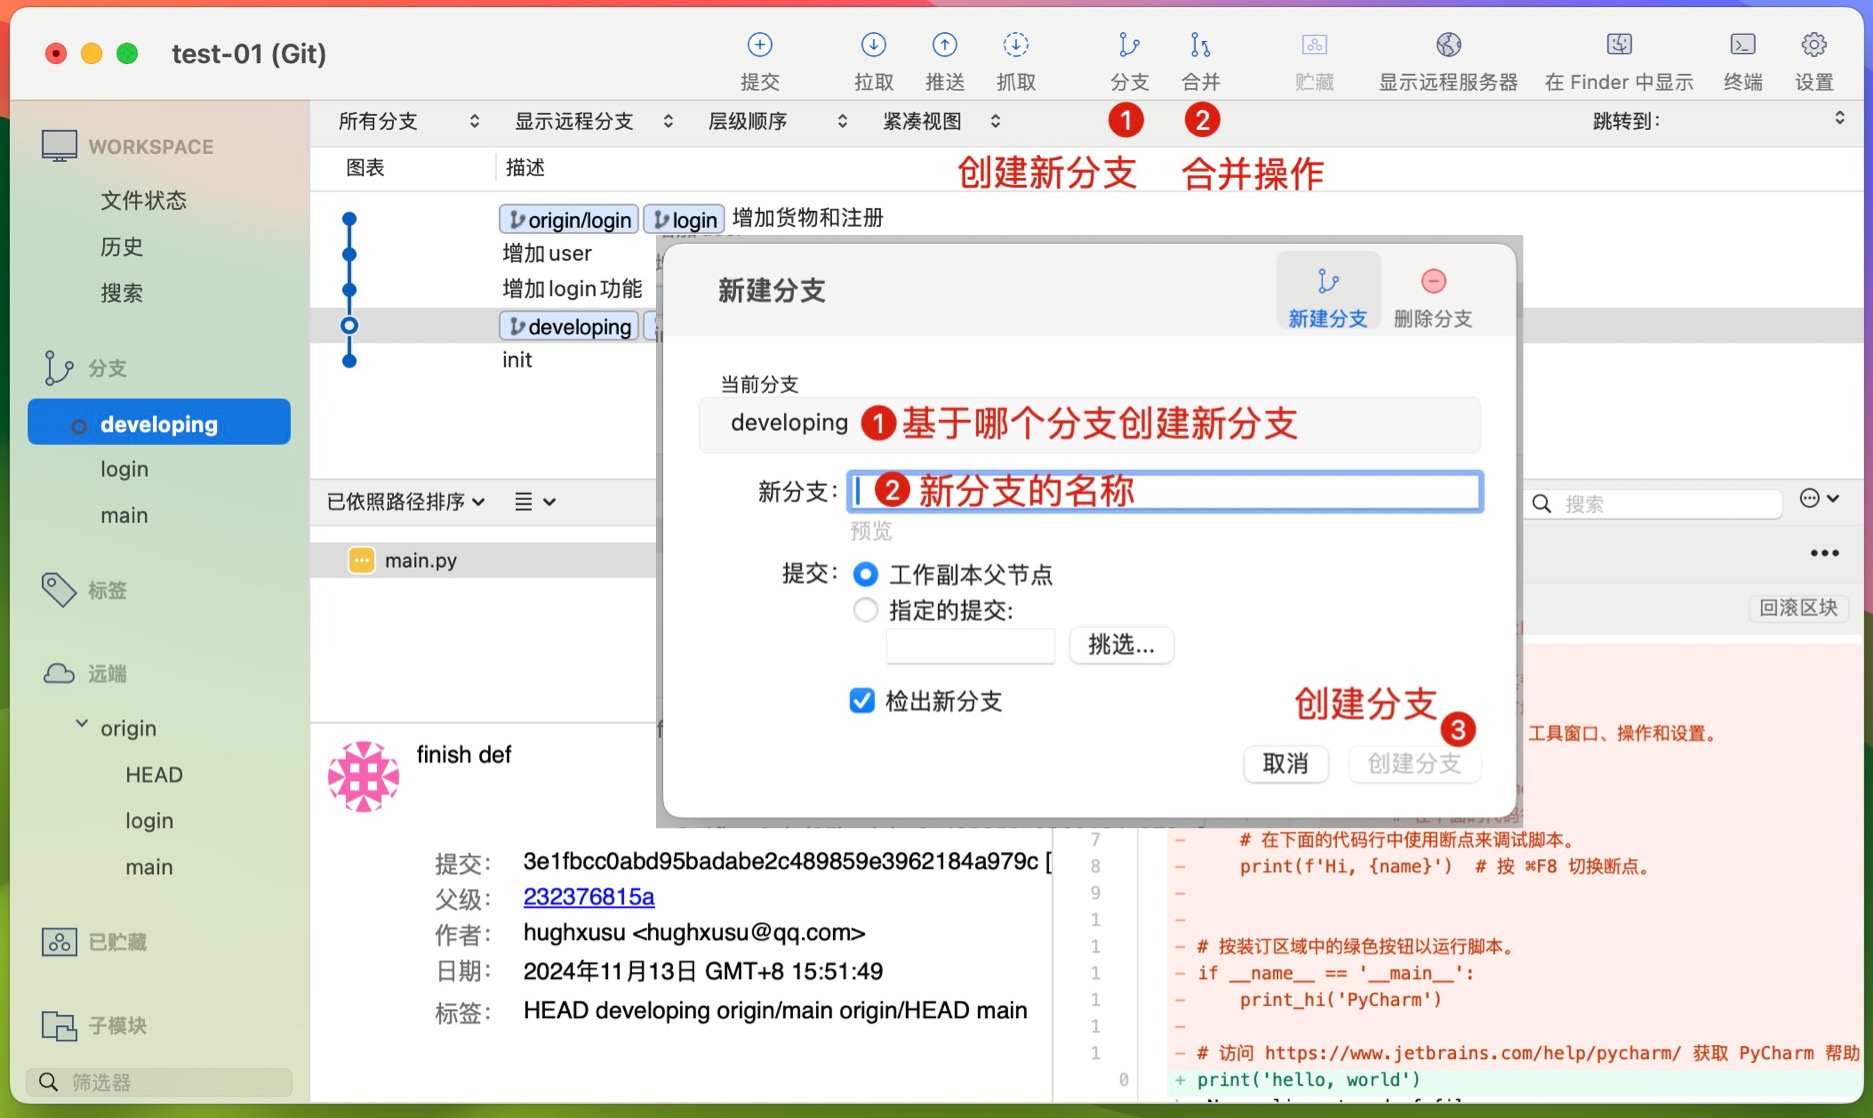 test-01 (Git)
提交
拉取
推送
抓取
分支
合并
贮藏
显示远程服务器
在 Finder 中显示
终端
设置
WORKSPACE
文件状态
历史
搜索
分支
developing
login
main
标签
远端
origin
HEAD
login
main
已贮藏
子模块
筛选器
所有分支
显示远程分支
层级顺序
紧凑视图
1
2
跳转到:
图表
描述
创建新分支
合并操作
origin/login
login
增加货物和注册
增加 user
增加 login 功能
developing
init
新建分支
新建分支
删除分支
当前分支
developing
1 基于哪个分支创建新分支
新分支:
2 新分支的名称
预览
提交:
工作副本父节点
指定的提交:
挑选...
检出新分支
创建分支
3
取消
创建分支
已依照路径排序
搜索
main.py
回滚区块
finish def
提交:
3e1fbcc0abd95badabe2c489859e3962184a979c [
父级:
232376815a
作者:
hughxusu <hughxusu@qq.com>
日期:
2024年11月13日 GMT+8 15:51:49
标签:
HEAD developing origin/main origin/HEAD main
工具窗口、操作和设置。
7 - # 在下面的代码行中使用断点来调试脚本。
8 - print(f'Hi, {name}') # 按 ⌘F8 切换断点。
9 -
1 -
1 - # 按装订区域中的绿色按钮以运行脚本。
1 - if __name__ == '__main__':
1 - print_hi('PyCharm')
1 -
1 - # 访问 https://www.jetbrains.com/help/pycharm/ 获取 PyCharm 帮助
0 + print('hello, world')